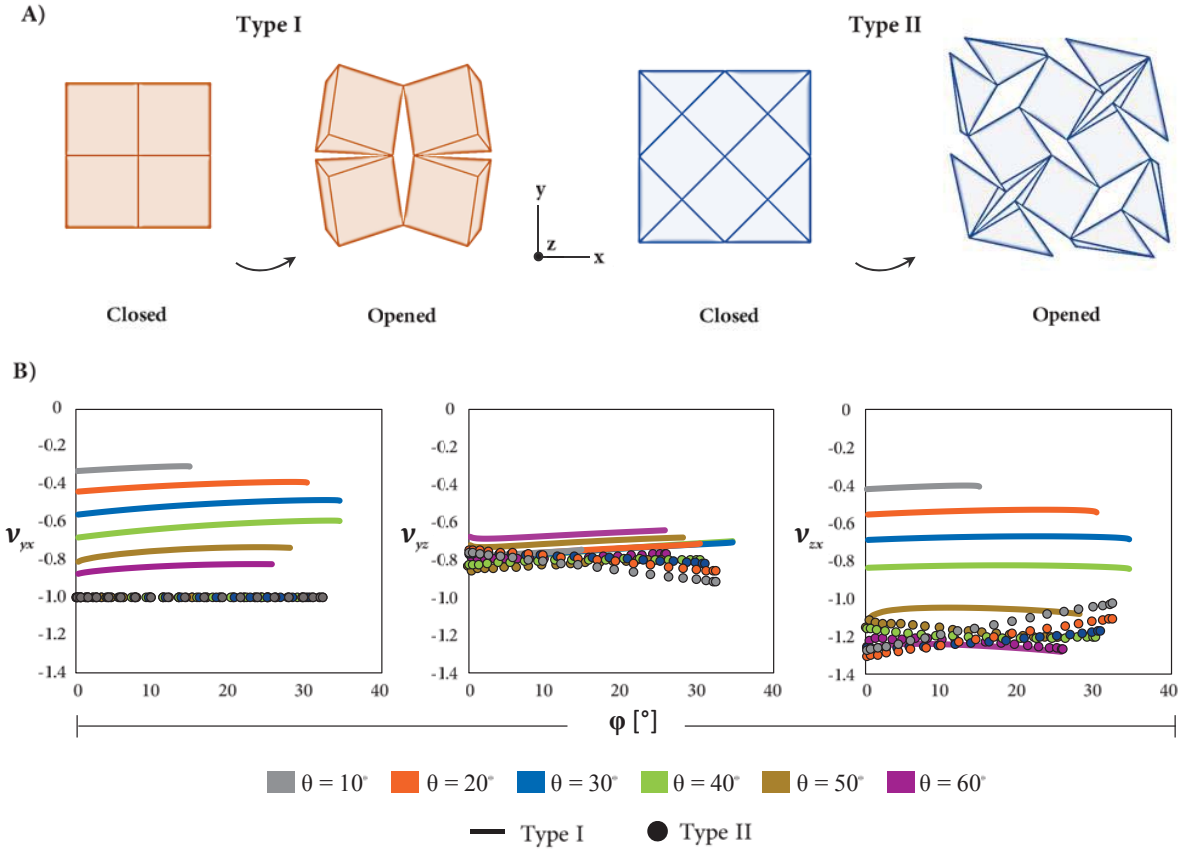 A)
Type I
Type II
y
z
x
Closed
Opened
Closed
Opened
B)
0
-0.2
-0.4
-0.6
-0.8
-1.0
-1.2
-1.4
νyx
0 10 20 30 40
0
-0.2
-0.4
-0.6
-0.8
-1.0
-1.2
-1.4
νyz
0 10 20 30 40
0
-0.2
-0.4
-0.6
-0.8
-1.0
-1.2
-1.4
νzx
0 10 20 30 40
φ [°]
θ = 10° θ = 20° θ = 30° θ = 40° θ = 50° θ = 60°
Type I Type II